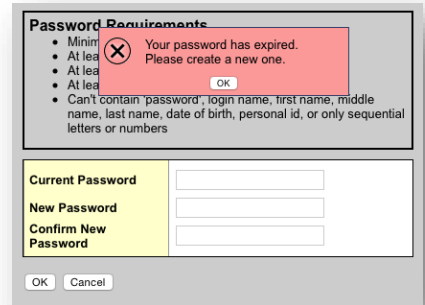 Password Requirements
Your password has expired.
Please create a new one.
OK
• Minim
• At lea
• At lea
• At lea
• Can't contain 'password', login name, first name, middle
name, last name, date of birth, personal id, or only sequential
letters or numbers
Current Password
New Password
Confirm New
Password
OK
Cancel